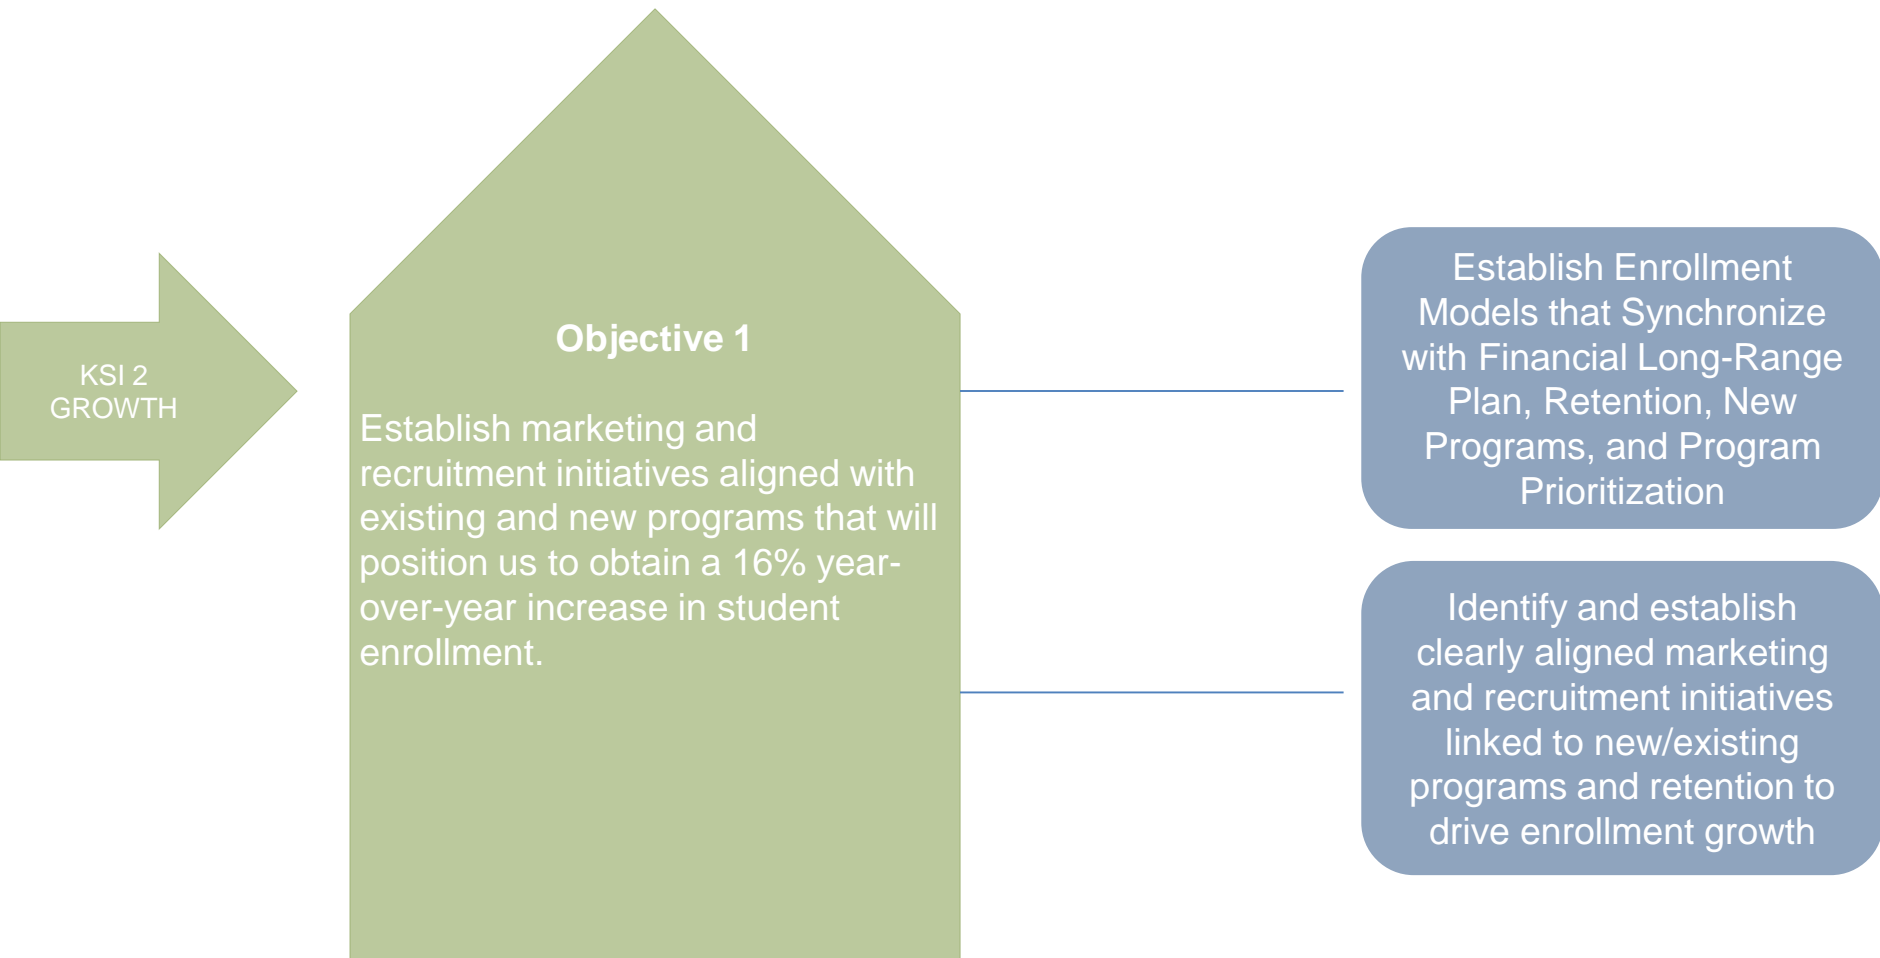 KSI 2
GROWTH
Objective 1
Establish marketing and
recruitment initiatives aligned with
existing and new programs that will
position us to obtain a 16% year-
over-year increase in student
enrollment.
Establish Enrollment
Models that Synchronize
with Financial Long-Range
Plan, Retention, New
Programs, and Program
Prioritization
Identify and establish
clearly aligned marketing
and recruitment initiatives
linked to new/existing
programs and retention to
drive enrollment growth